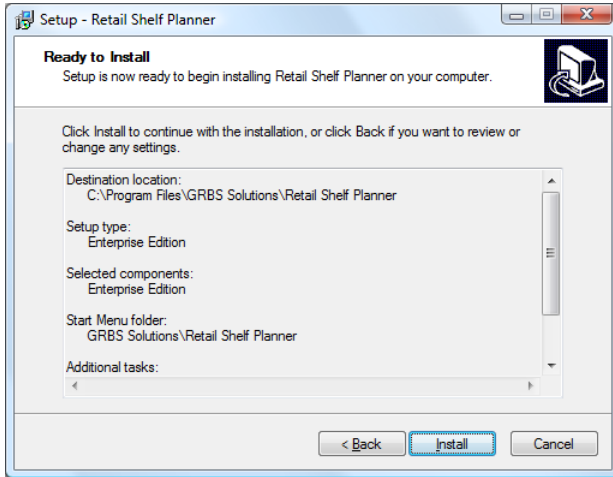 Setup - Retail Shelf Planner
Ready to Install
Setup is now ready to begin installing Retail Shelf Planner on your computer.
Click Install to continue with the installation, or click Back if you want to review or
change any settings.
Destination location:
C:\Program Files\GRBS Solutions\Retail Shelf Planner
Setup type:
Enterprise Edition
Selected components:
Enterprise Edition
Start Menu folder:
GRBS Solutions\Retail Shelf Planner
Additional tasks:
< Back
Install
Cancel